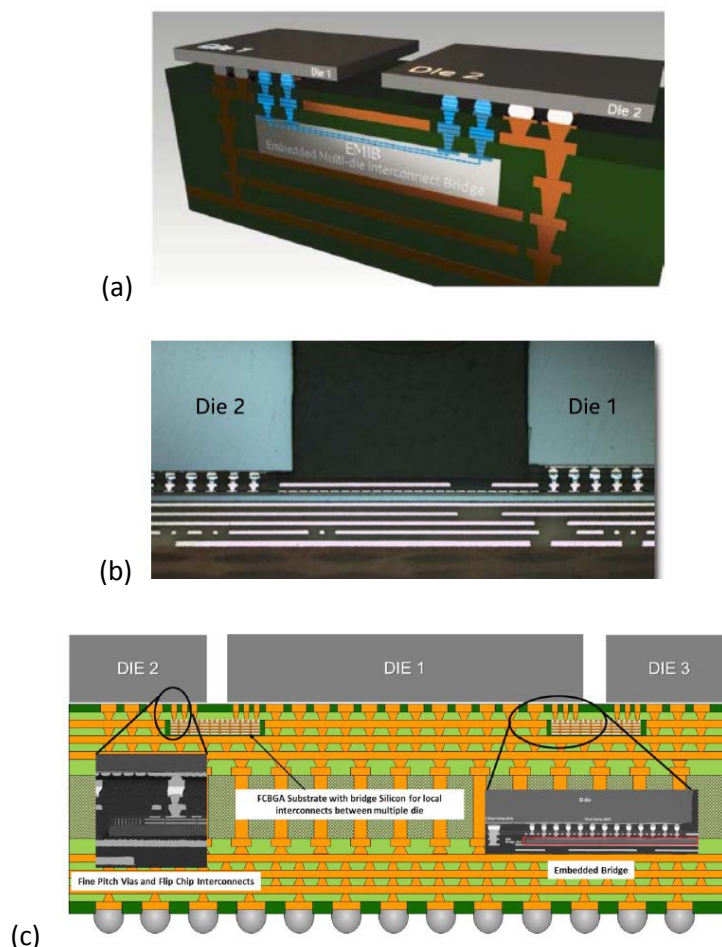 Die 1
Die 1
Die 2
Die 2
EMIB
Embedded Multi-die Interconnect Bridge
(a)
Die 2
Die 1
(b)
DIE 2
DIE 1
DIE 3
FCBGA Substrate with bridge Silicon for local
interconnects between multiple die
Si die
Fine Pitch Vias and Flip Chip Interconnects
Embedded Bridge
(c)